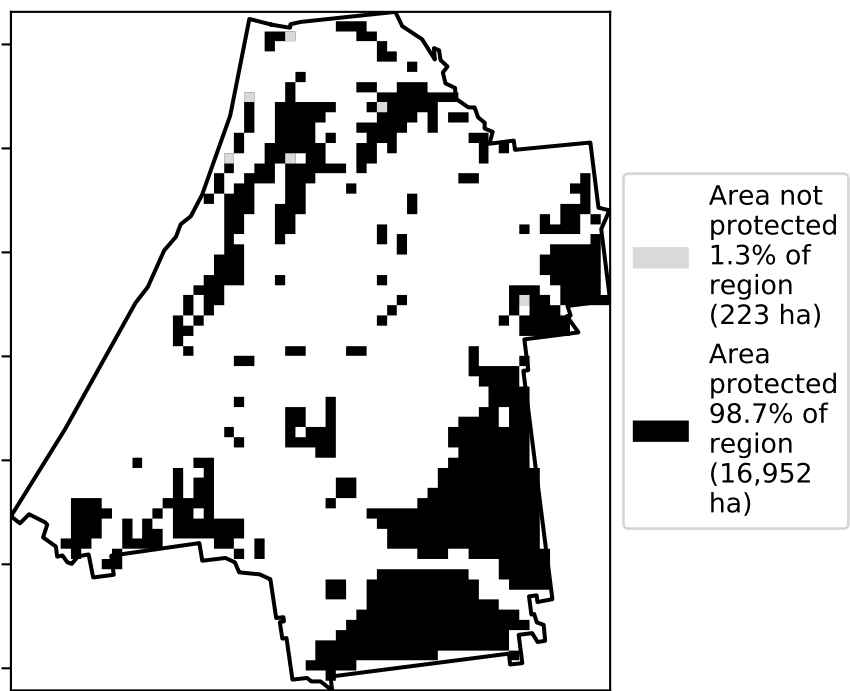 Area not
protected
1.3% of
region
(223 ha)
Area
protected
98.7% of
region
(16,952
ha)